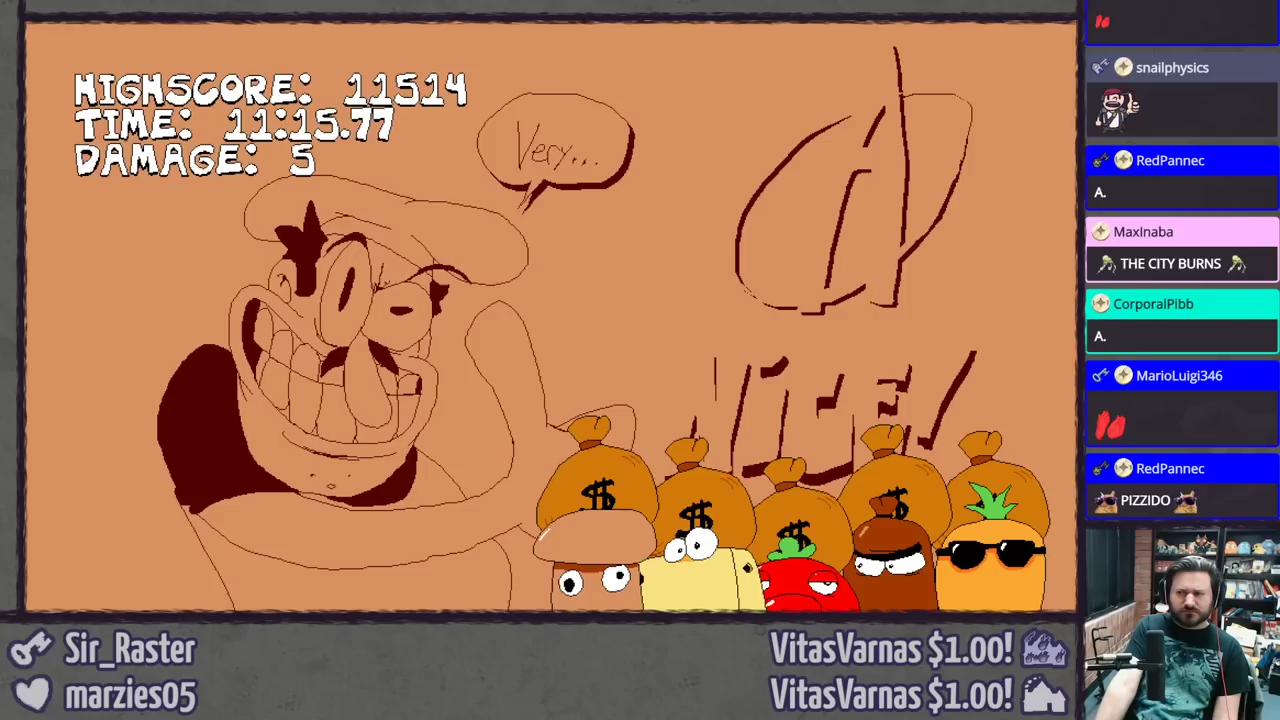 HIGHSCORE: 11514
TIME: 11:15.77
DAMAGE: 5
Very...
$
$
$
$
$
snailphysics
RedPannec
A.
MaxInaba
THE CITY BURNS
CorporalPibb
A.
MarioLuigi346
RedPannec
PIZZIDO
Sir_Raster
marzies05
VitasVarnas $1.00!
VitasVarnas $1.00!